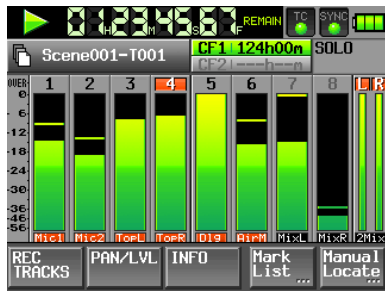 01H23M45S67F REMAIN TC SYNC
Scene001-T001 CF1 124h00m SOLO
CF2 ---h--m
OVER 1 2 3 4 5 6 7 8 L R
- 6
-12
-18
-24
-30
-36
-46
-56
Mic1 Mic2 TopL TopR Dlg AirM MixL MixR 2Mix
REC TRACKS PAN/LVL INFO Mark List ... Manual Locate ...